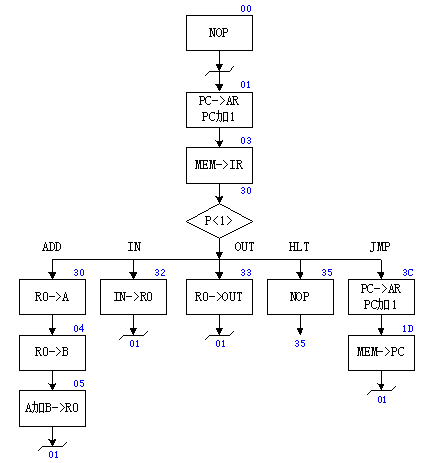 00
NOP
01
PC->AR
PC加1
03
MEM->IR
30
P<1>
ADD IN OUT HLT JMP
30 32 33 35 3C
R0->A IN->R0 R0->OUT NOP PC->AR
PC加1
04 01 01 35 1D
R0->B MEM->PC
05 01
A加B->R0
01